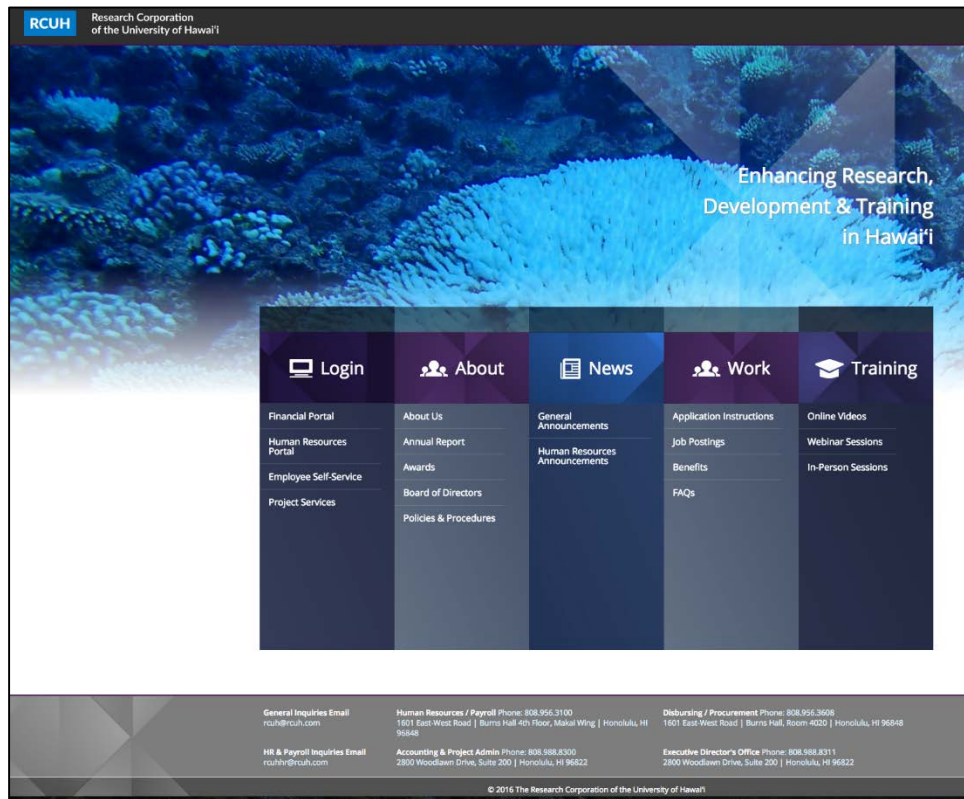 RCUH
Research Corporation
of the University of Hawai‘i
Enhancing Research,
Development & Training
in Hawai‘i
Login
Financial Portal
Human Resources
Portal
Employee Self-Service
Project Services
About
About Us
Annual Report
Awards
Board of Directors
Policies & Procedures
News
General
Announcements
Human Resources
Announcements
Work
Application Instructions
Job Postings
Benefits
FAQs
Training
Online Videos
Webinar Sessions
In-Person Sessions
General Inquiries Email
rcuh@rcuh.com
HR & Payroll Inquiries Email
rcuhhr@rcuh.com
Human Resources / Payroll Phone: 808.956.3100
1601 East-West Road | Burns Hall 4th Floor, Makai Wing | Honolulu, HI
96848
Accounting & Project Admin Phone: 808.988.8300
2800 Woodlawn Drive, Suite 200 | Honolulu, HI 96822
Disbursing / Procurement Phone: 808.956.3608
1601 East-West Road | Burns Hall, Room 4020 | Honolulu, HI 96848
Executive Director's Office Phone: 808.988.8311
2800 Woodlawn Drive, Suite 200 | Honolulu, HI 96822
© 2016 The Research Corporation of the University of Hawai‘i